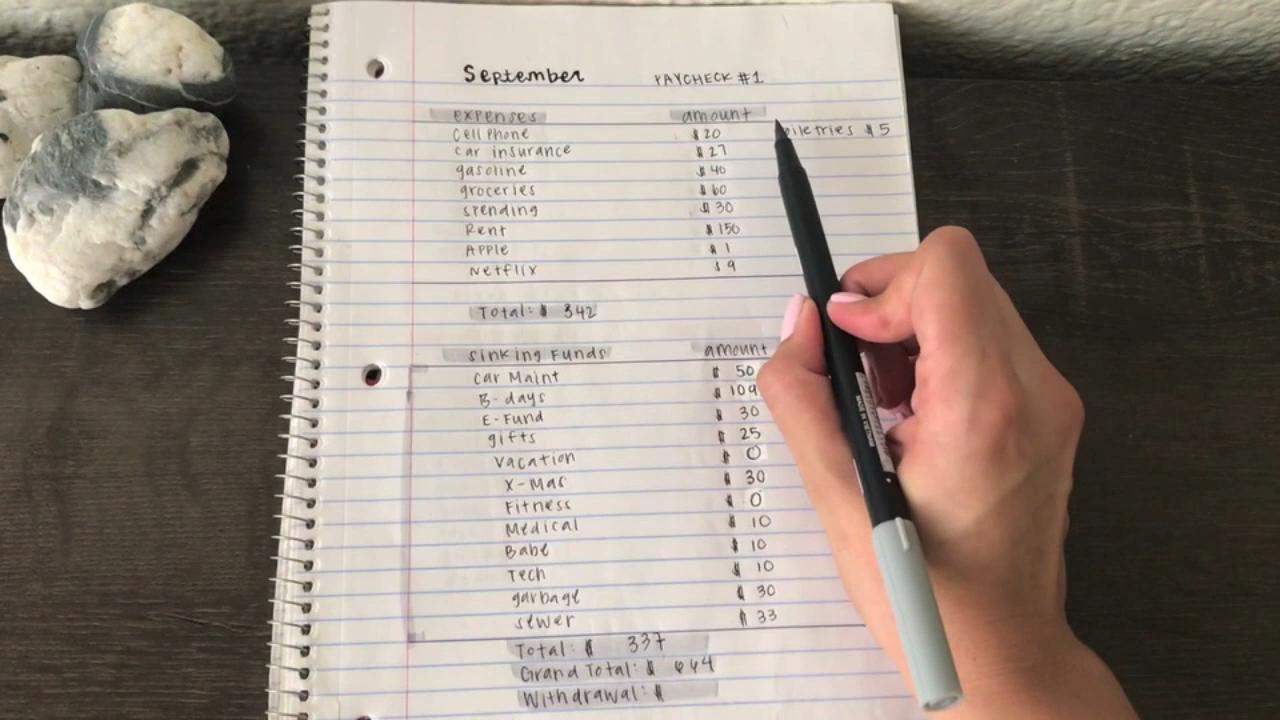 September PAYCHECK #1
expenses amount
Cell Phone $20 $5
car insurance $27
gasoline $40
groceries $60
spending $30
Rent $150
Apple $1
Netflix $9
Total: $ 342
Sinking Funds amount
Car Maint $ 50
B-days $ 109
E-Fund $ 30
gifts $ 25
vacation $ 0
X-Mas $ 30
Fitness $ 0
Medical $ 10
Babe $ 10
Tech $ 10
garbage $ 30
sewer $ 33
Total: $ 337
Grand Total: $
Withdrawal: $